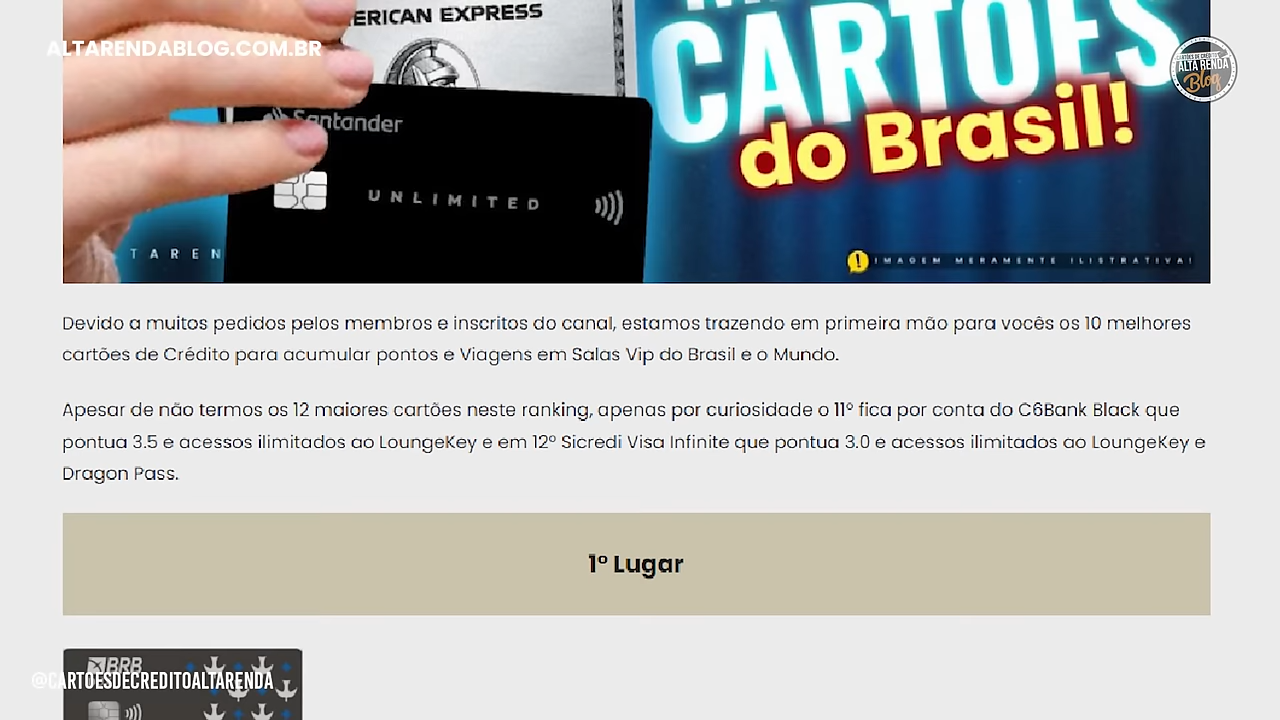 AMERICAN EXPRESS
ALTARENDABLOG.COM.BR
CARTÕES
do Brasil!
ALTA RENDA
Blog
Santander
UNLIMITED
IMAGEM MERAMENTE ILISTRATIVA!
Devido a muitos pedidos pelos membros e inscritos do canal, estamos trazendo em primeira mão para vocês os 10 melhores
cartões de Crédito para acumular pontos e Viagens em Salas Vip do Brasil e o Mundo.
Apesar de não termos os 12 maiores cartões neste ranking, apenas por curiosidade o 11º fica por conta do C6Bank Black que
pontua 3.5 e acessos ilimitados ao LoungeKey e em 12º Sicredi Visa Infinite que pontua 3.0 e acessos ilimitados ao LoungeKey e
Dragon Pass.
1º Lugar
BRB
@CARTOESDECREDITOALTARENDA